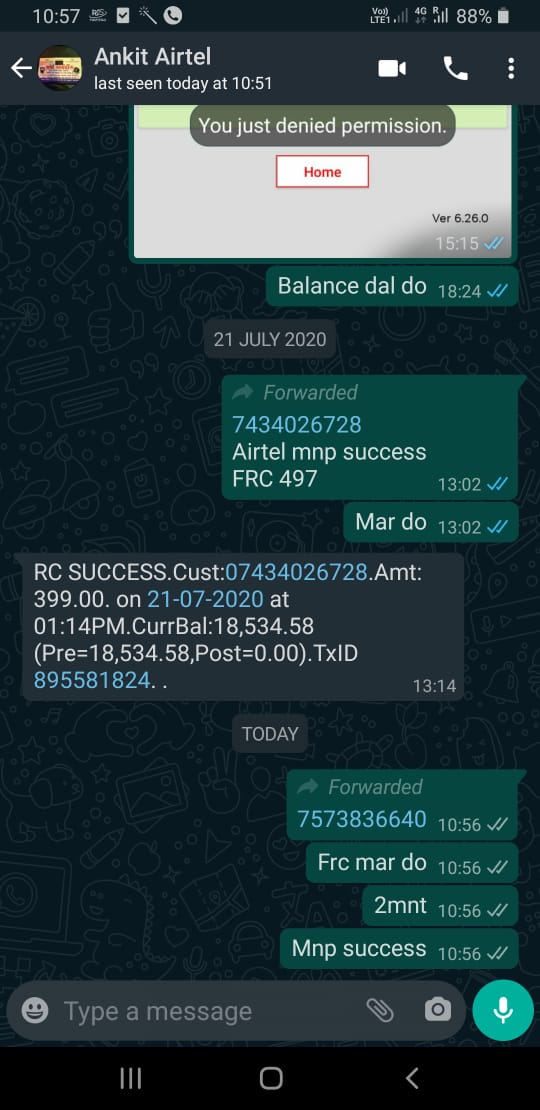 10:57
Vo))
LTE1
4G
R
88%
Ankit Airtel
last seen today at 10:51
You just denied permission.
Home
Ver 6.26.0
15:15
Balance dal do 18:24
21 JULY 2020
Forwarded
7434026728
Airtel mnp success
FRC 497 13:02
Mar do 13:02
RC SUCCESS.Cust:07434026728.Amt:
399.00. on 21-07-2020 at
01:14PM.CurrBal:18,534.58
(Pre=18,534.58,Post=0.00).TxID
895581824. . 13:14
TODAY
Forwarded
7573836640 10:56
Frc mar do 10:56
2mnt 10:56
Mnp success 10:56
Type a message